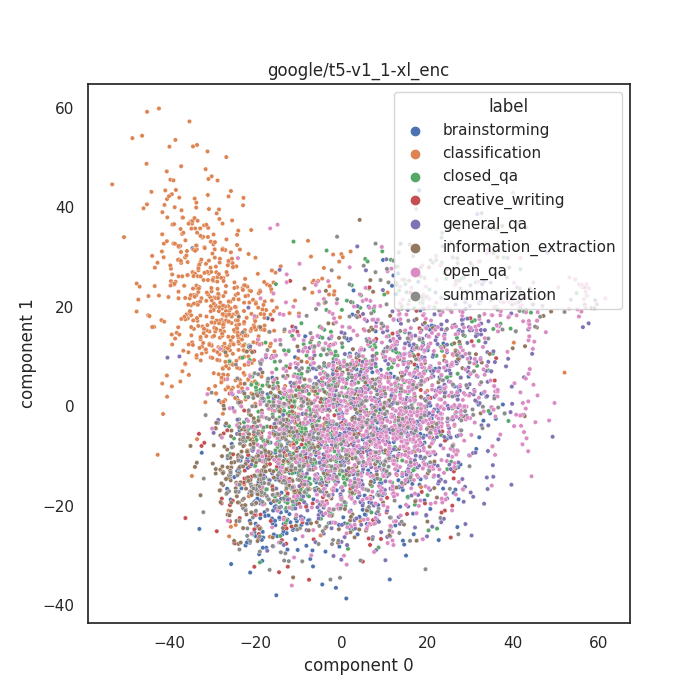 google/t5-v1_1-xl_enc
label
brainstorming
classification
closed_qa
creative_writing
general_qa
information_extraction
open_qa
summarization
60
40
20
0
−20
−40
component 1
−40 −20 0 20 40 60
component 0